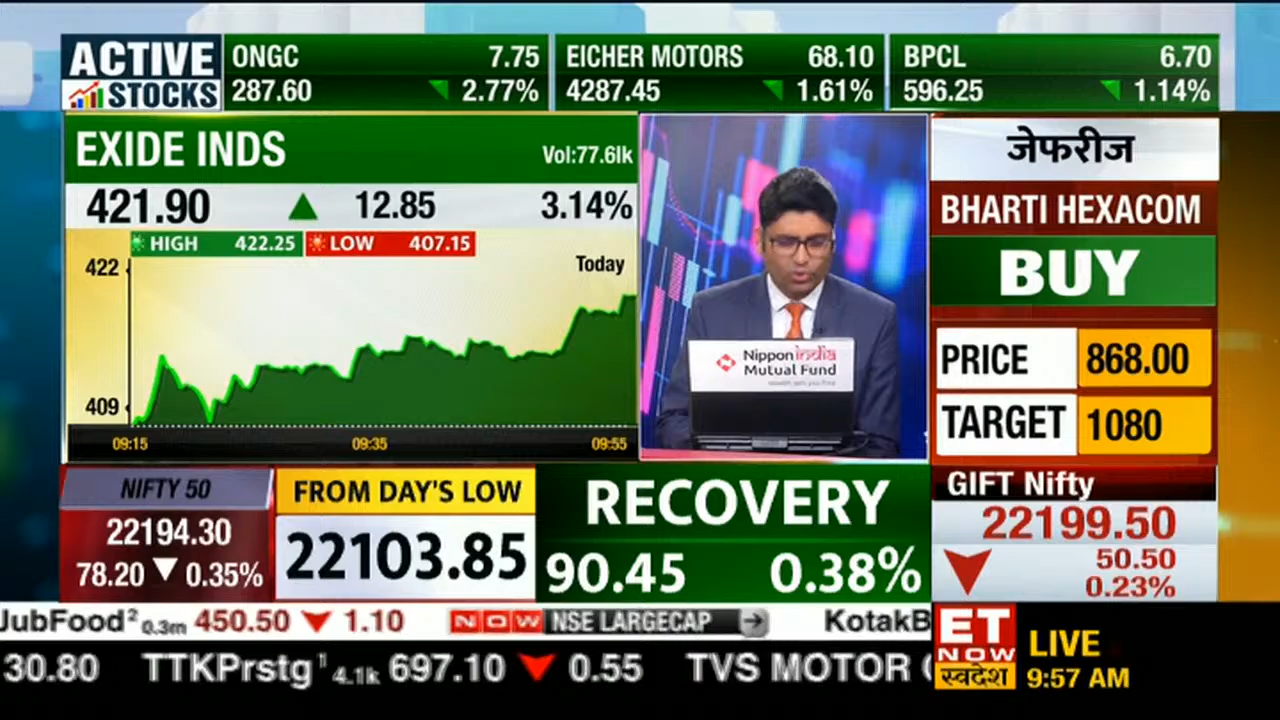 ACTIVE
STOCKS
ONGC 7.75
287.60 2.77%
EICHER MOTORS 68.10
4287.45 1.61%
BPCL 6.70
596.25 1.14%
EXIDE INDS Vol:77.6lk
421.90 12.85 3.14%
HIGH 422.25 LOW 407.15
Today
422
409
09:15 09:35 09:55
Nippon india
Mutual Fund
जेफरीज
BHARTI HEXACOM
BUY
PRICE 868.00
TARGET 1080
NIFTY 50
22194.30
78.20 0.35%
FROM DAY'S LOW
22103.85
RECOVERY
90.45 0.38%
GIFT Nifty
22199.50
50.50
0.23%
JubFood² 0.3m 450.50 1.10 NOW NSE LARGECAP KotakB
30.80 TTKPrstg¹ 4.1k 697.10 0.55 TVS MOTOR
ET
NOW
स्वदेश
LIVE
9:57 AM